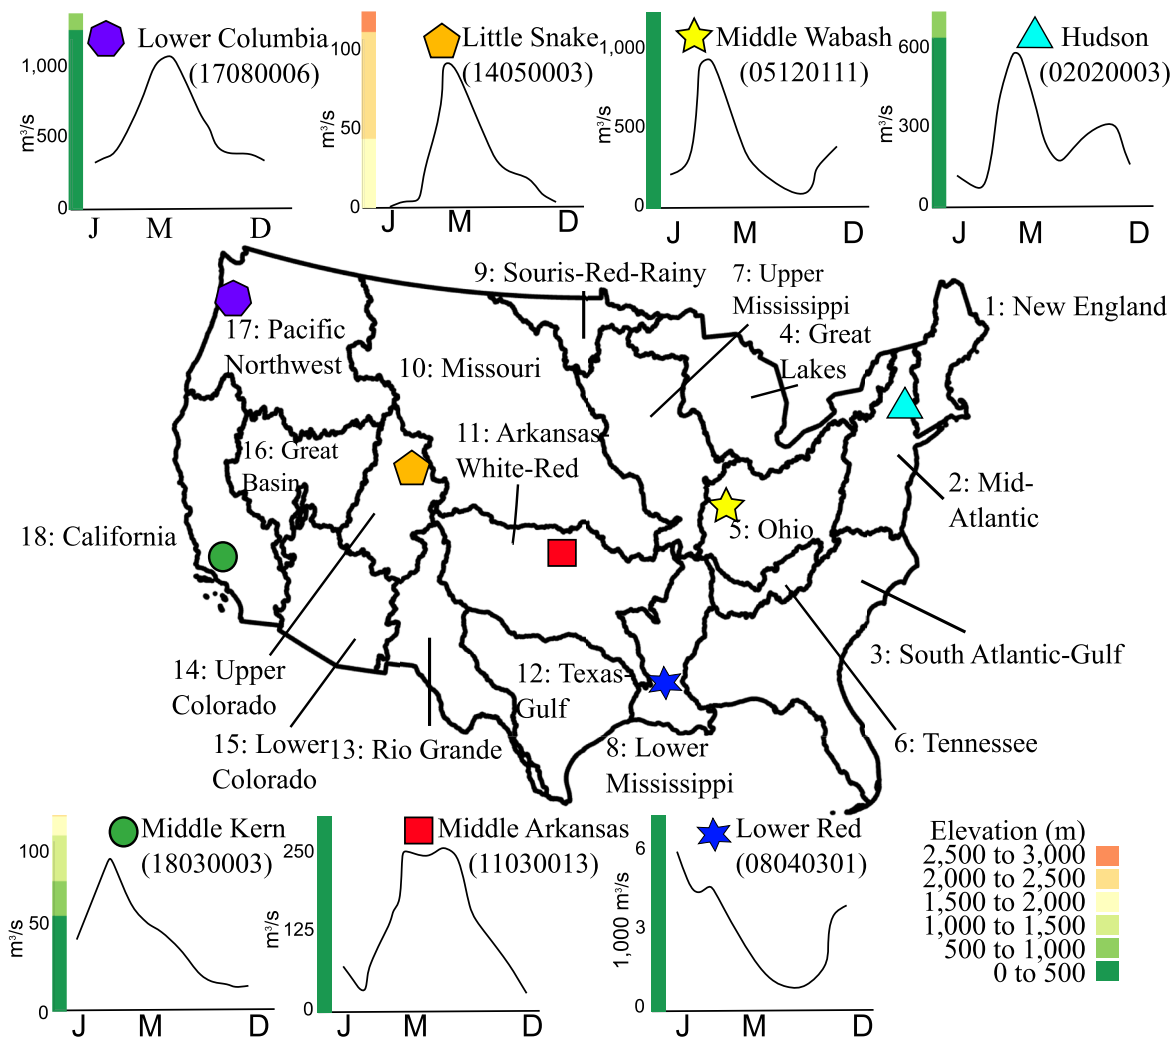 Lower Columbia
(17080006)
1,000
500
0
m³/s
J M D
Little Snake
(14050003)
100
50
0
m³/s
J M D
Middle Wabash
(05120111)
1,000
500
0
m³/s
J M D
Hudson
(02020003)
600
300
0
m³/s
J M D
9: Souris-Red-Rainy
7: Upper
Mississippi
1: New England
17: Pacific
Northwest
4: Great
Lakes
10: Missouri
11: Arkansas-
White-Red
16: Great
Basin
2: Mid-
Atlantic
18: California
5: Ohio
14: Upper
Colorado
12: Texas-
Gulf
3: South Atlantic-Gulf
15: Lower
Colorado
13: Rio Grande
8: Lower
Mississippi
6: Tennessee
Middle Kern
(18030003)
100
50
0
m³/s
J M D
Middle Arkansas
(11030013)
250
125
0
m³/s
J M D
Lower Red
(08040301)
6
3
0
1,000 m³/s
J M D
Elevation (m)
2,500 to 3,000
2,000 to 2,500
1,500 to 2,000
1,000 to 1,500
500 to 1,000
0 to 500